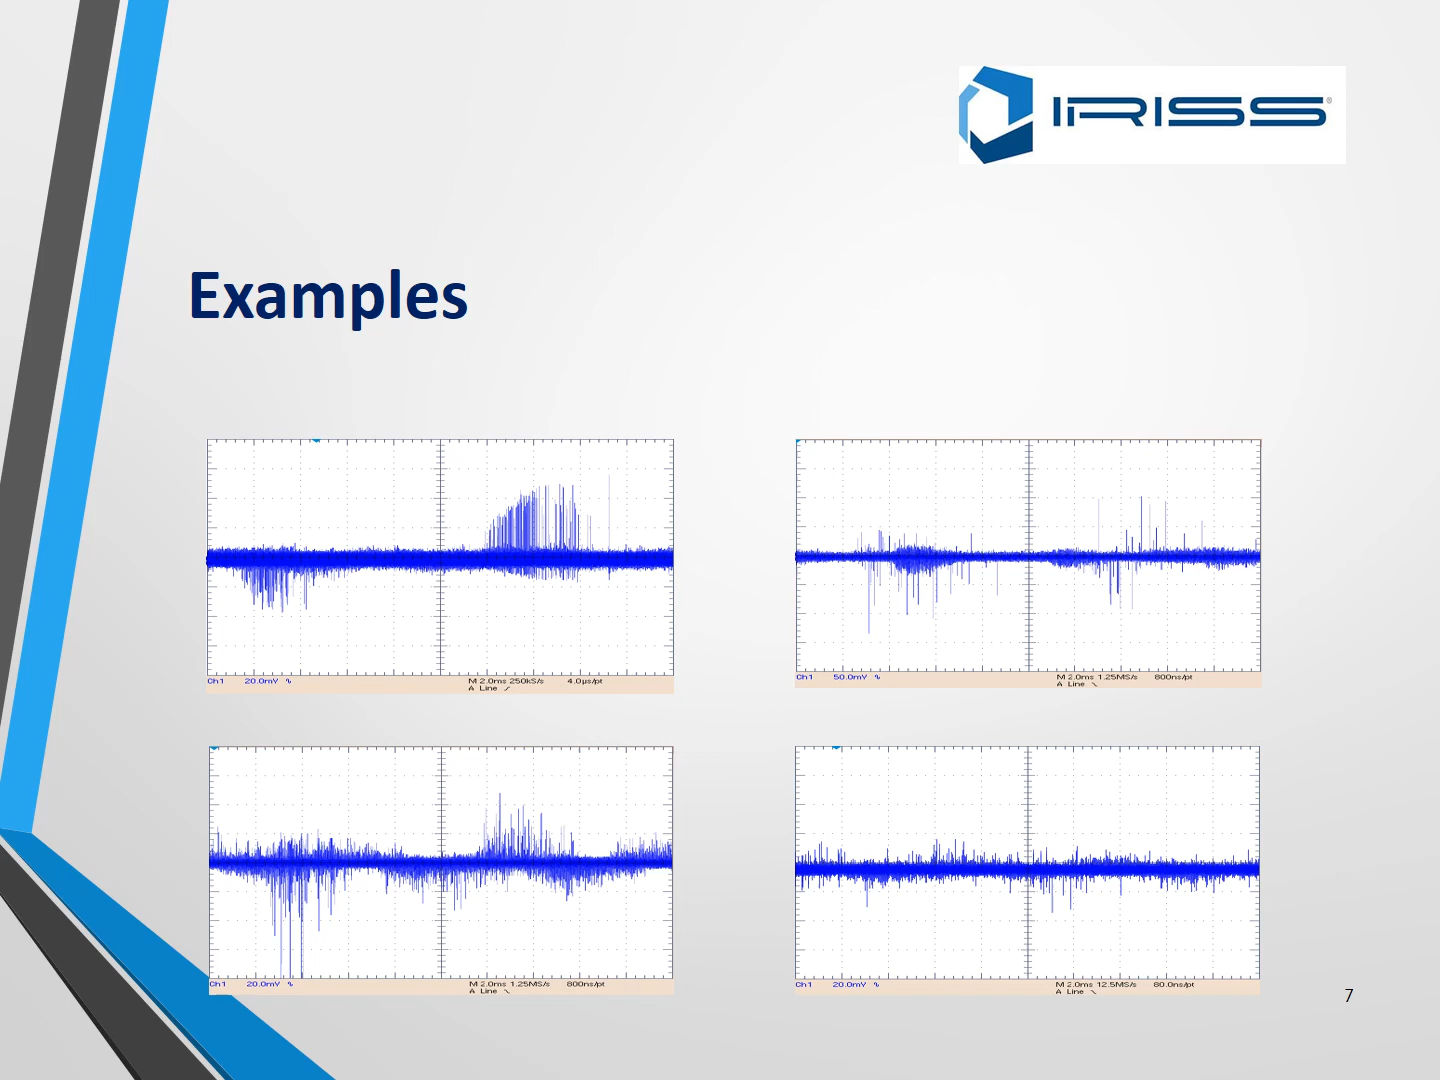 IRISS®
Examples
Ch1 20.0mV M 2.0ms 250kS/s 4.0µs/pt
A Line
Ch1 50.0mV M 2.0ms 1.25MS/s 800ns/pt
A Line
Ch1 20.0mV M 2.0ms 1.25MS/s 800ns/pt
A Line
Ch1 20.0mV M 2.0ms 12.5MS/s 80.0ns/pt
A Line
7